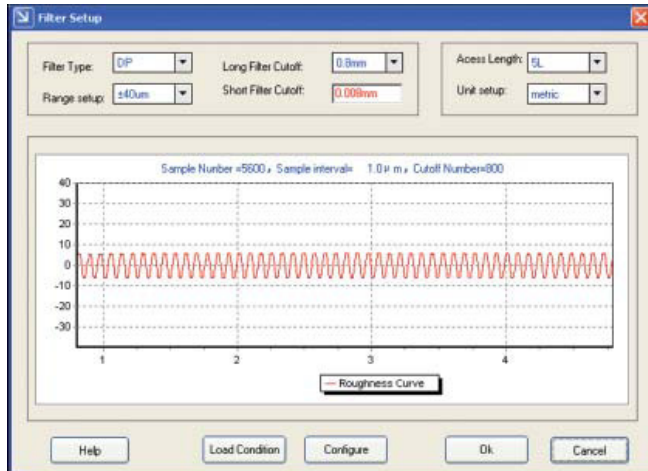 Filter Setup
Filter Type: DP Long Filter Cutoff: 0.8mm Acess Length: 5L
Range setup: ±40um Short Filter Cutoff: 0.008mm Unit setup: metric
Sample Number =5600, Sample interval= 1.0μm, Cutoff Number=800
40
30
20
10
0
-10
-20
-30
1 2 3 4
Roughness Curve
Help Load Condition Configure Ok Cancel